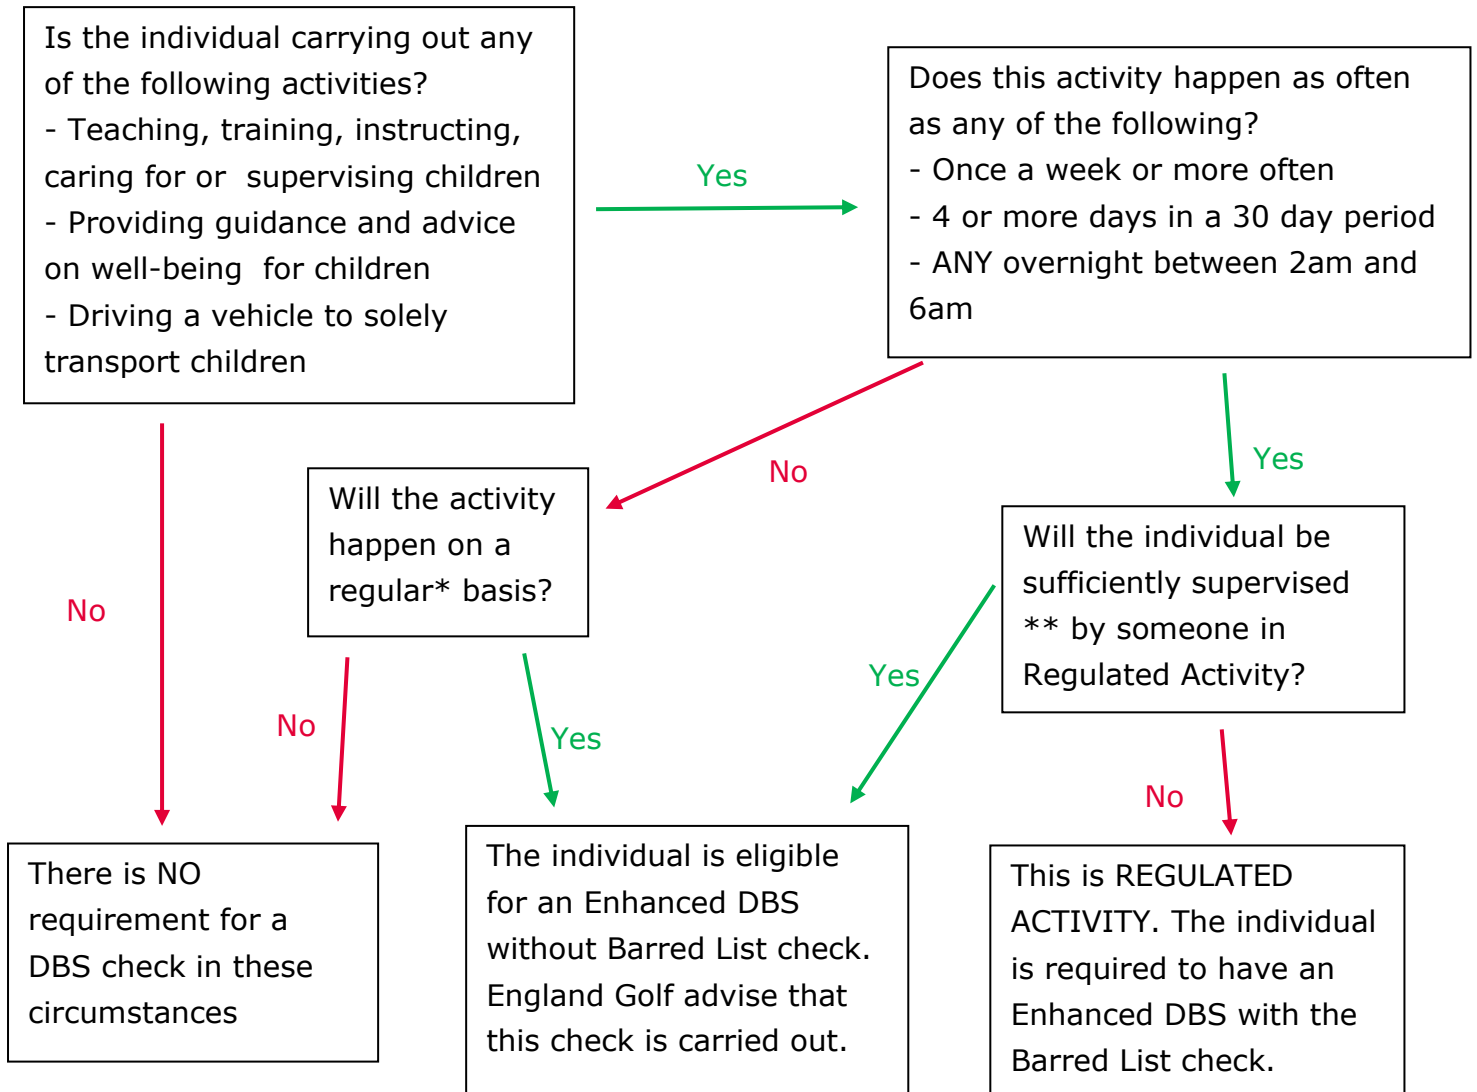 Is the individual carrying out any
of the following activities?
- Teaching, training, instructing,
caring for or  supervising children
- Providing guidance and advice
on well-being  for children
- Driving a vehicle to solely
transport children
Yes
Does this activity happen as often
as any of the following?
- Once a week or more often
- 4 or more days in a 30 day period
- ANY overnight between 2am and
6am
No
No
Yes
Will the activity
happen on a
regular* basis?
Will the individual be
sufficiently supervised
** by someone in
Regulated Activity?
No
Yes
Yes
No
There is NO
requirement for a
DBS check in these
circumstances
The individual is eligible
for an Enhanced DBS
without Barred List check.
England Golf advise that
this check is carried out.
This is REGULATED
ACTIVITY. The individual
is required to have an
Enhanced DBS with the
Barred List check.